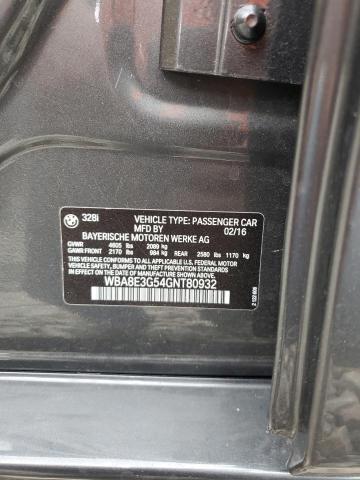 328i VEHICLE TYPE: PASSENGER CAR
MFD BY 02/16
BAYERISCHE MOTOREN WERKE AG
GVWR 4605 lbs 2089 kg
GAWR FRONT 2170 lbs 984 kg REAR 2580 lbs 1170 kg
THIS VEHICLE CONFORMS TO ALL APPLICABLE U.S. FEDERAL MOTOR
VEHICLE SAFETY, BUMPER, AND THEFT PREVENTION STANDARDS IN
EFFECT ON THE DATE OF MANUFACTURE SHOWN ABOVE.
WBA8E3G54GNT80932